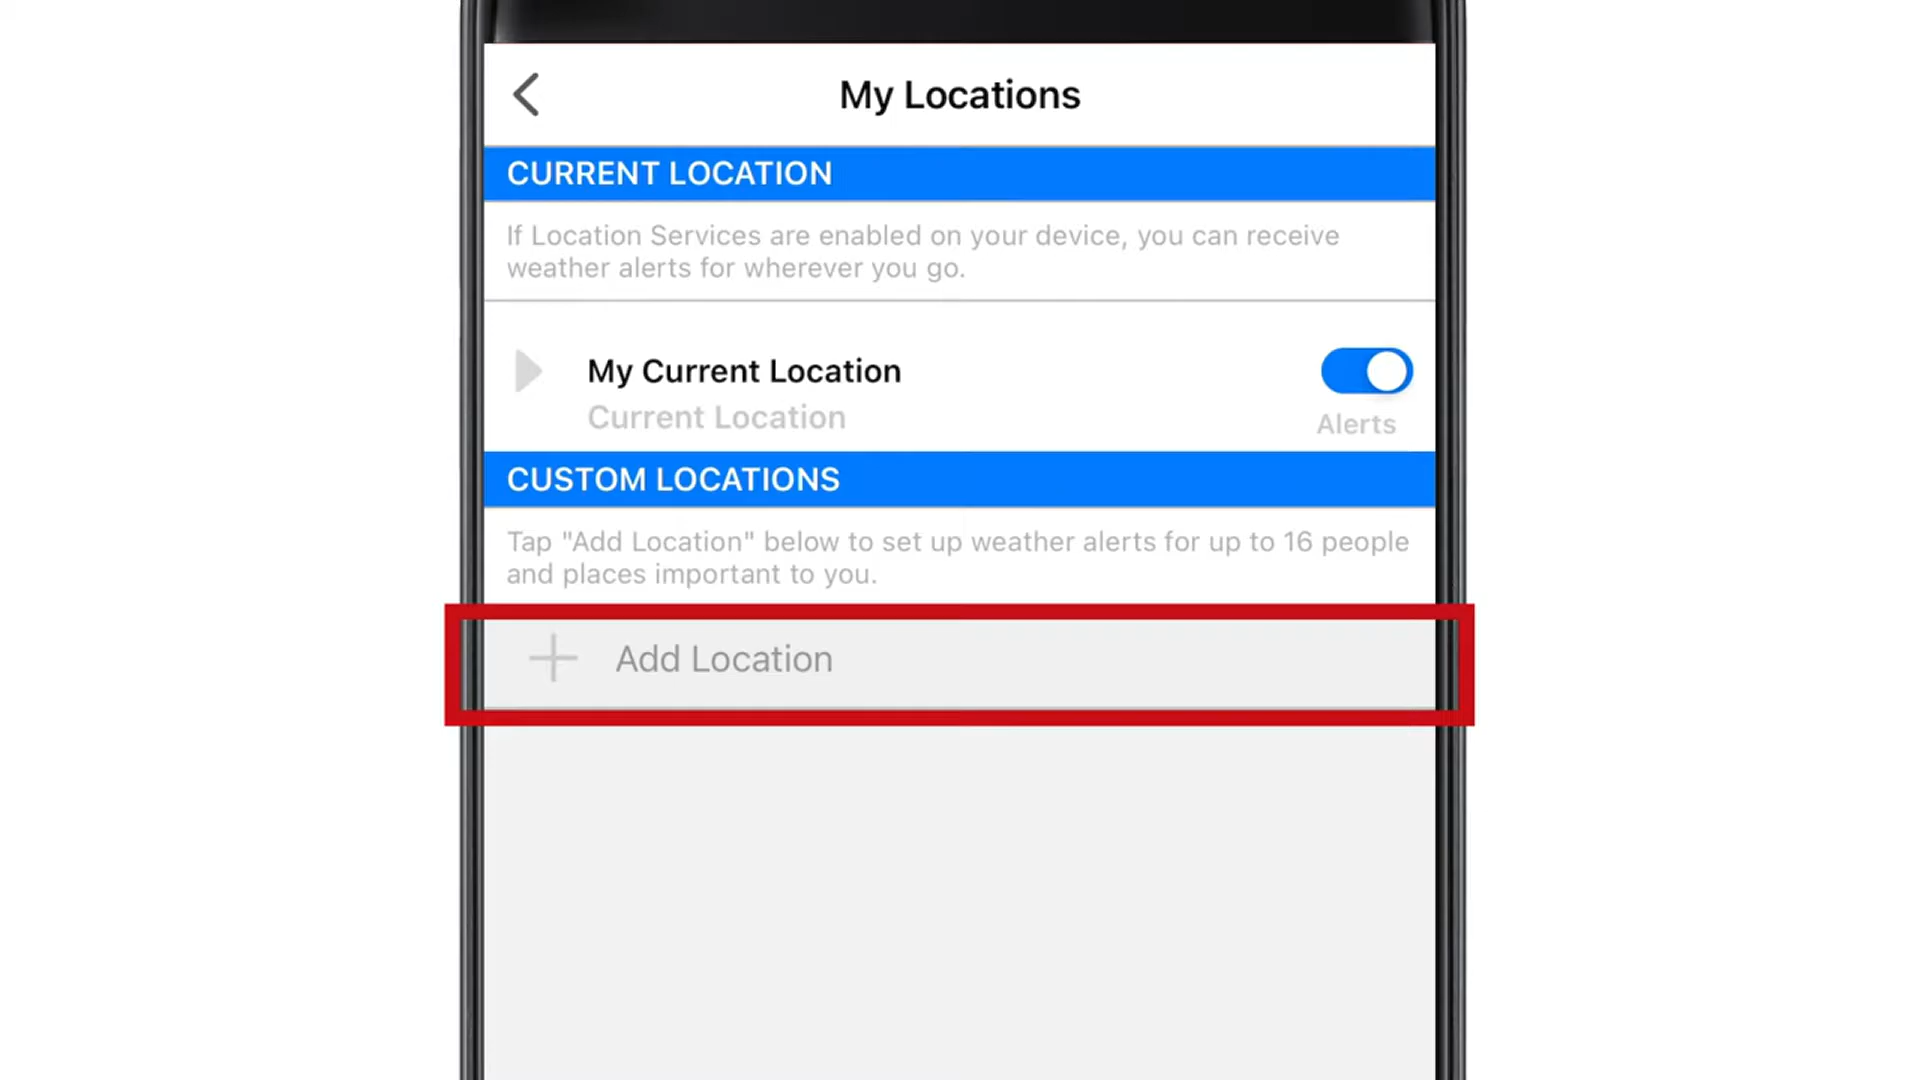 My Locations
CURRENT LOCATION
If Location Services are enabled on your device, you can receive
weather alerts for wherever you go.
My Current Location
Current Location
Alerts
CUSTOM LOCATIONS
Tap "Add Location" below to set up weather alerts for up to 16 people
and places important to you.
Add Location